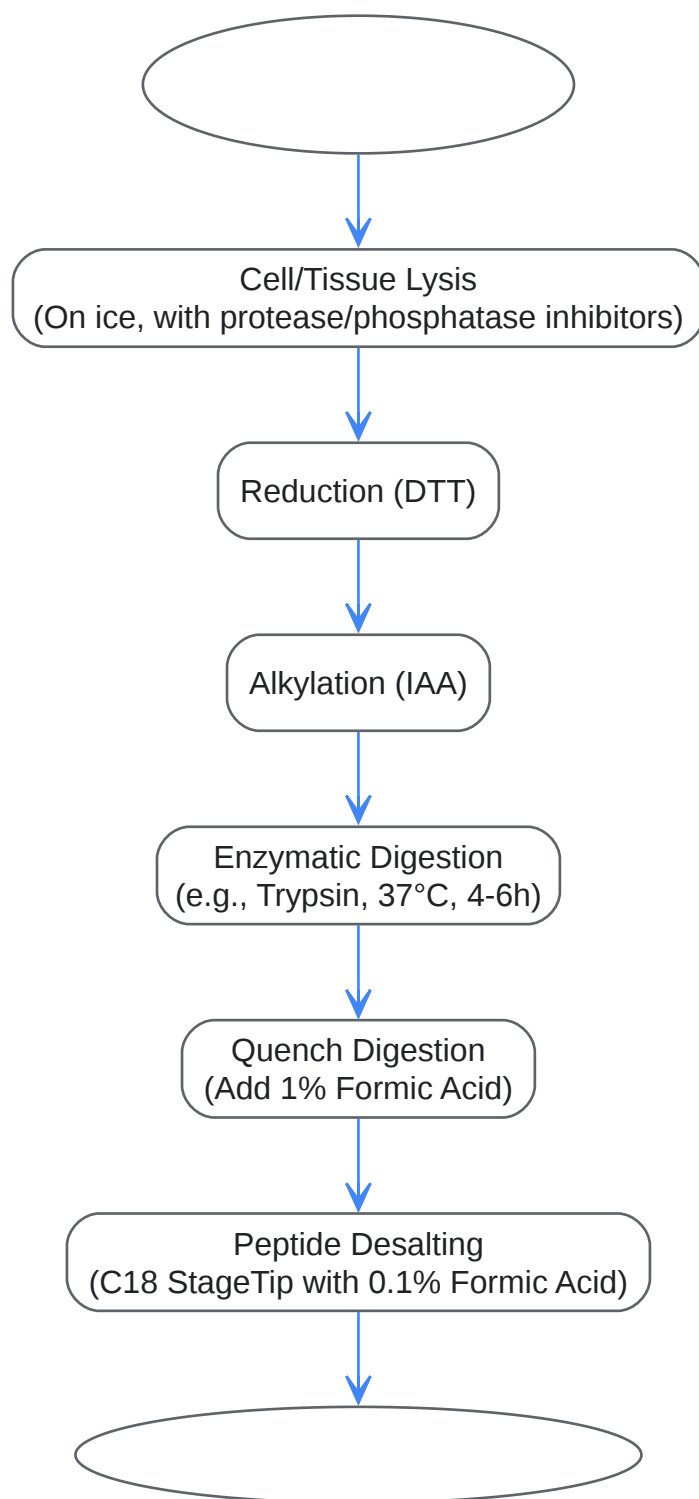 Cell/Tissue Lysis
(On ice, with protease/phosphatase inhibitors)
Reduction (DTT)
Alkylation (IAA)
Enzymatic Digestion
(e.g., Trypsin, 37°C, 4-6h)
Quench Digestion
(Add 1% Formic Acid)
Peptide Desalting
(C18 StageTip with 0.1% Formic Acid)